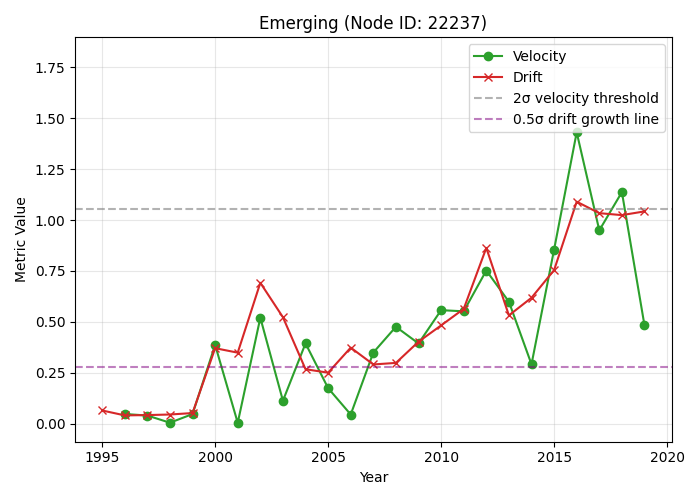 Emerging (Node ID: 22237)
Velocity
Drift
2σ velocity threshold
0.5σ drift growth line
Metric Value
1.75
1.50
1.25
1.00
0.75
0.50
0.25
0.00
1995
2000
2005
2010
2015
2020
Year